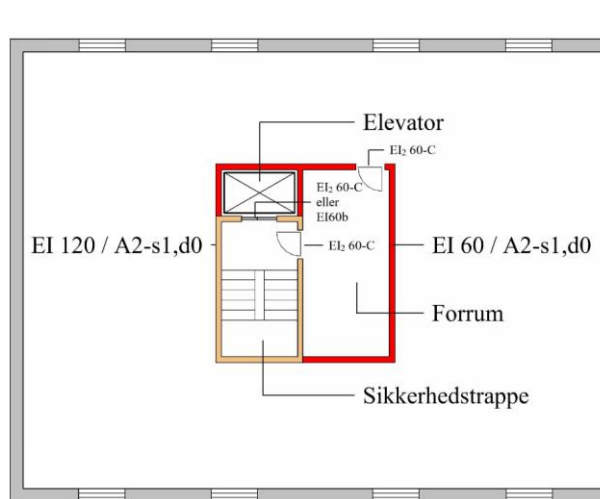 Elevator
EI₂ 60-C
EI₂ 60-C
eller
EI60b
EI 120 / A2-s1,d0
EI₂ 60-C
EI 60 / A2-s1,d0
Forrum
Sikkerhedstrappe